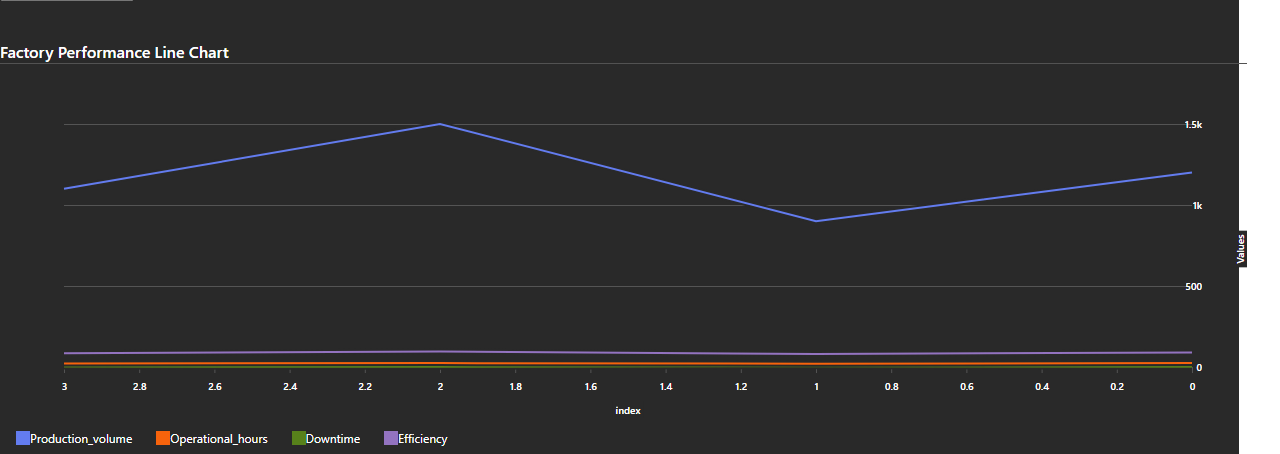 Factory Performance Line Chart
1.5k
1k
500
0
Values
3 2.8 2.6 2.4 2.2 2 1.8 1.6 1.4 1.2 1 0.8 0.6 0.4 0.2 0
index
Production_volume Operational_hours Downtime Efficiency